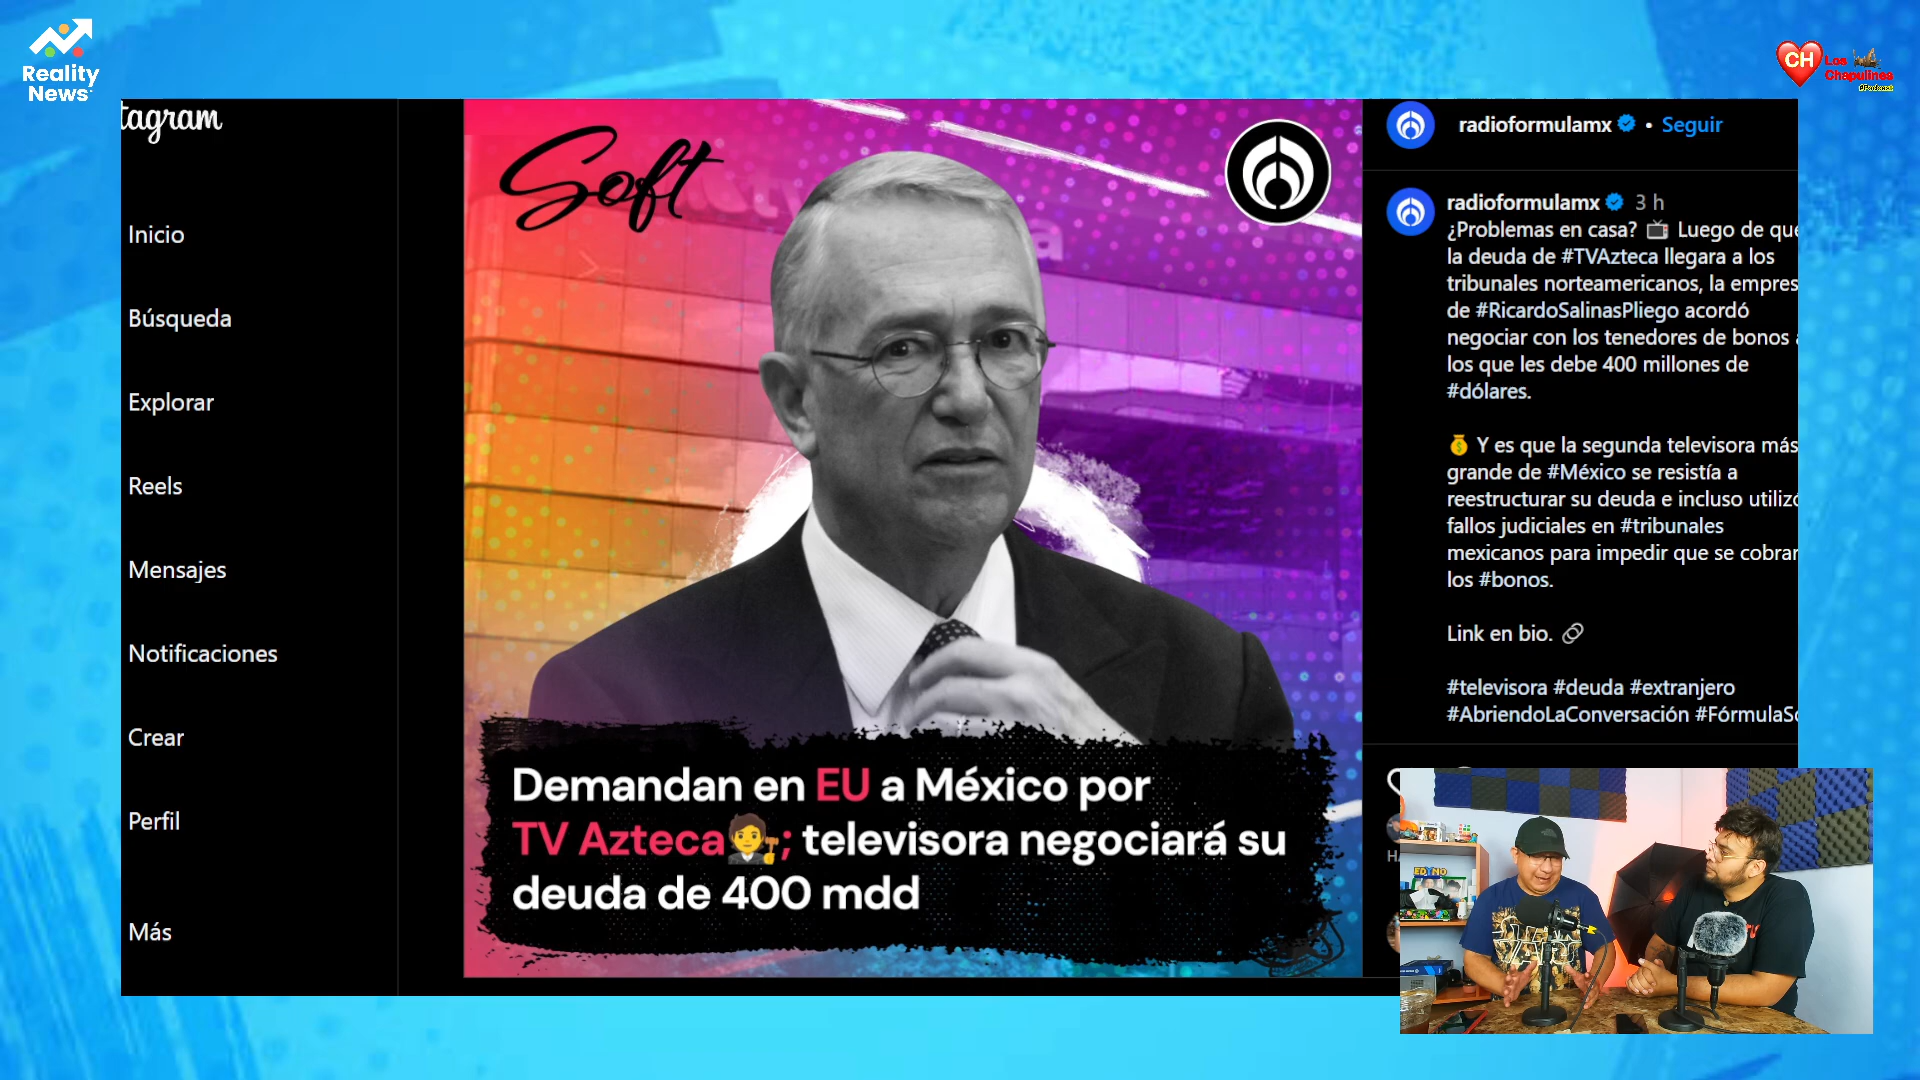 Reality
News
CH
Los
Chapulines
#Podcast
tagram
Inicio
Búsqueda
Explorar
Reels
Mensajes
Notificaciones
Crear
Perfil
Más
Soft
Demandan en EU a México por
TV Azteca; televisora negociará su
deuda de 400 mdd
radioformulamx • Seguir
radioformulamx 3 h
¿Problemas en casa? Luego de que
la deuda de #TVAzteca llegara a los
tribunales norteamericanos, la empres
de #RicardoSalinasPliego acordó
negociar con los tenedores de bonos a
los que les debe 400 millones de
#dólares.
Y es que la segunda televisora más
grande de #México se resistía a
reestructurar su deuda e incluso utilizó
fallos judiciales en #tribunales
mexicanos para impedir que se cobrar
los #bonos.
Link en bio.
#televisora #deuda #extranjero
#AbriendoLaConversación #FórmulaSo